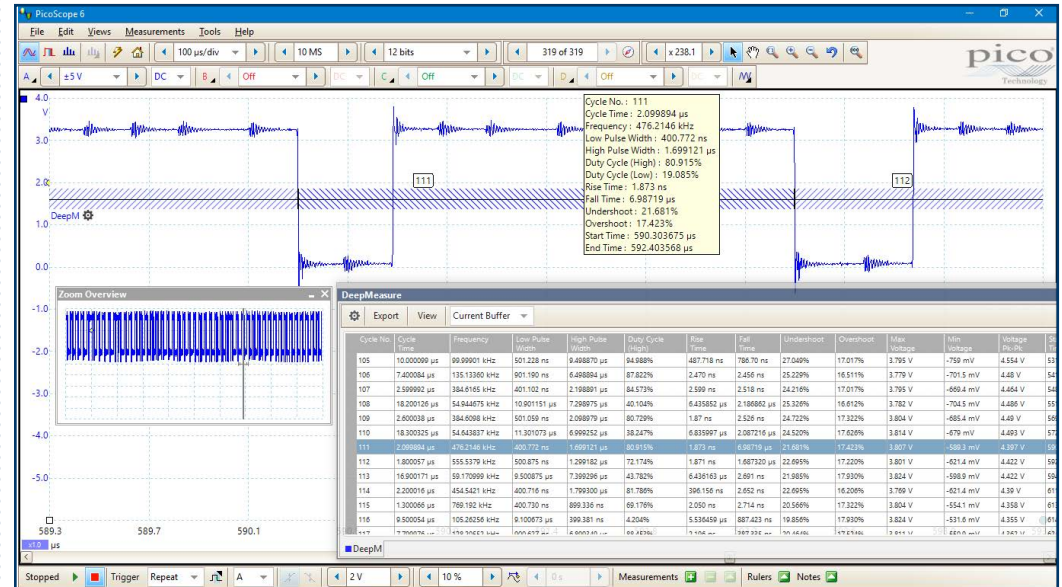 PicoScope 6
File Edit Views Measurements Tools Help
100 µs/div 10 MS 12 bits 319 of 319 x 238.1
pico
Technology
A ±5 V DC B Off DC C Off DC D Off DC
4.0
V
3.0
2.0
1.0
0.0
-1.0
-2.0
-3.0
-4.0
-5.0
111
112
DeepM
Cycle No. : 111
Cycle Time : 2.099894 µs
Frequency : 476.2146 kHz
Low Pulse Width : 400.772 ns
High Pulse Width : 1.699121 µs
Duty Cycle (High) : 80.915%
Duty Cycle (Low) : 19.085%
Rise Time : 1.873 ns
Fall Time : 6.98719 µs
Undershoot : 21.681%
Overshoot : 17.423%
Start Time : 590.303675 µs
End Time : 592.403568 µs
Zoom Overview
DeepMeasure
Export View Current Buffer
Cycle No. Cycle Time Frequency Low Pulse Width High Pulse Width Duty Cycle (High) Rise Time Fall Time Undershoot Overshoot Max Voltage Min Voltage Voltage Pk-Pk
105 10.000099 µs 99.99901 kHz 501.228 ns 9.498870 µs 94.988% 487.718 ns 786.70 ns 27.049% 17.017% 3.795 V -759 mV 4.554 V
106 7.400084 µs 135.13360 kHz 901.190 ns 6.498894 µs 87.822% 2.470 ns 2.456 ns 25.229% 16.511% 3.779 V -701.5 mV 4.48 V
107 2.599992 µs 384.6165 kHz 401.102 ns 2.198891 µs 84.573% 2.599 ns 2.518 ns 24.216% 17.017% 3.795 V -669.4 mV 4.464 V
108 18.200126 µs 54.944675 kHz 10.901151 µs 7.298975 µs 40.104% 6.435852 µs 2.186862 µs 25.326% 16.612% 3.782 V -704.5 mV 4.486 V
109 2.600038 µs 384.6098 kHz 501.059 ns 2.098979 µs 80.729% 1.87 ns 2.526 ns 24.722% 17.322% 3.804 V -685.4 mV 4.49 V
110 18.300325 µs 54.643837 kHz 11.301073 µs 6.999252 µs 38.247% 6.835997 µs 2.087216 µs 24.520% 17.626% 3.814 V -679 mV 4.493 V
111 2.099894 µs 476.2146 kHz 400.772 ns 1.699121 µs 80.915% 1.873 ns 6.98719 µs 21.681% 17.423% 3.807 V -589.3 mV 4.397 V
112 1.800057 µs 555.5379 kHz 500.875 ns 1.299182 µs 72.174% 1.871 ns 1.687320 µs 22.695% 17.220% 3.801 V -621.4 mV 4.422 V
113 16.900171 µs 59.170999 kHz 9.500875 µs 7.399296 µs 43.782% 6.436163 µs 2.691 ns 21.985% 17.930% 3.824 V -598.9 mV 4.422 V
114 2.200016 µs 454.5421 kHz 400.716 ns 1.799300 µs 81.786% 396.156 ns 2.652 ns 22.695% 16.206% 3.769 V -621.4 mV 4.39 V
115 1.300066 µs 769.192 kHz 400.730 ns 899.336 ns 69.176% 2.050 ns 2.714 ns 20.566% 17.322% 3.804 V -554.1 mV 4.358 V
116 9.500054 µs 105.26256 kHz 9.100673 µs 399.381 ns 4.204% 5.536459 µs 887.423 ns 19.856% 17.930% 3.824 V -531.6 mV 4.355 V
DeepM
589.3 589.7 590.1
x1.0 µs
Stopped Trigger Repeat A 2 V 10 % 0 s Measurements Rulers Notes